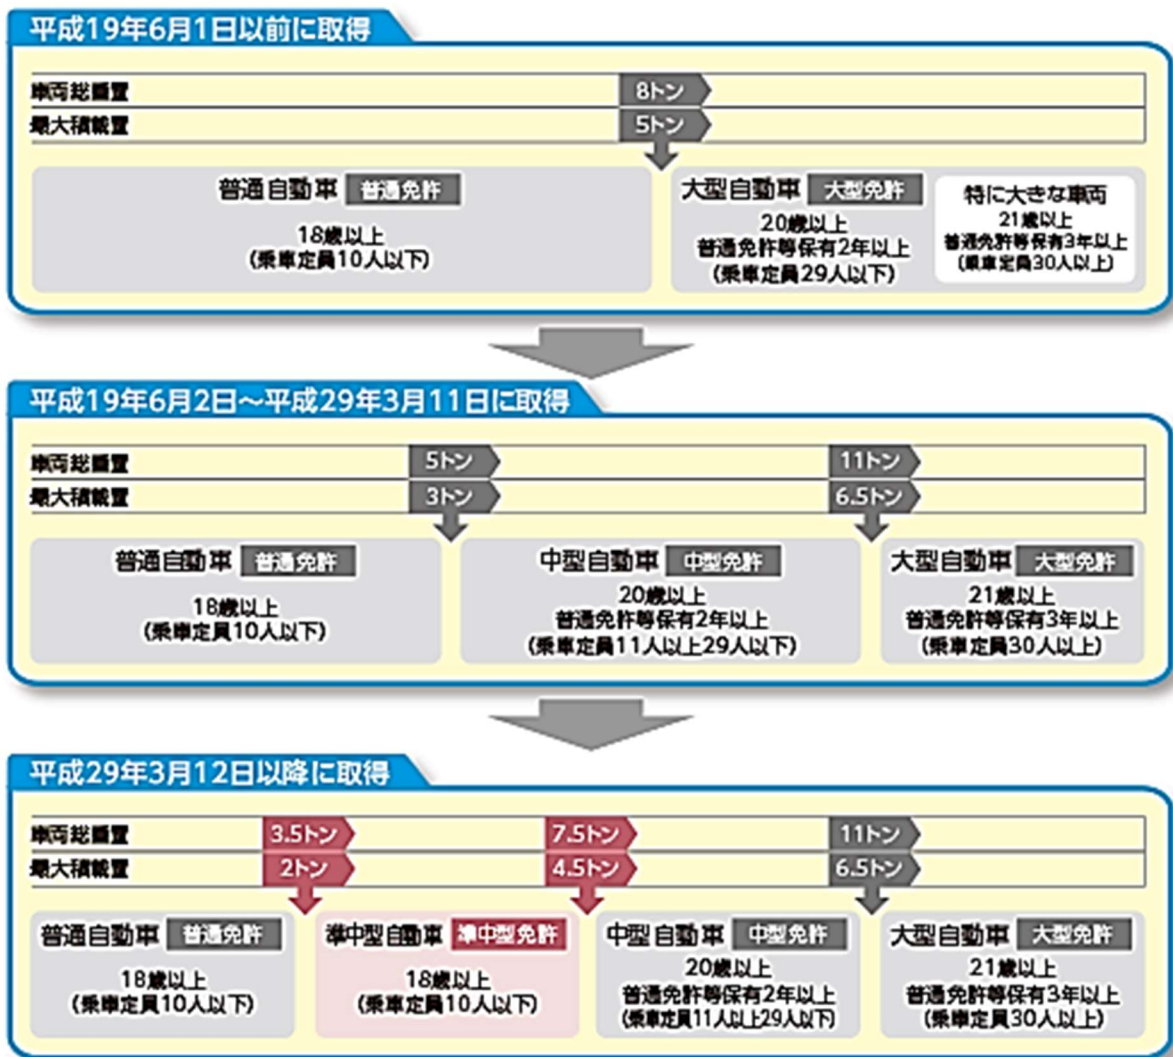 平成19年6月1日以前に取得
車両総重量 8トン
最大積載量 5トン
普通自動車 普通免許
18歳以上
(乗車定員10人以下)
大型自動車 大型免許
20歳以上
普通免許等保有2年以上
(乗車定員29人以下)
特に大きな車両
21歳以上
普通免許等保有3年以上
(乗車定員30人以上)
平成19年6月2日～平成29年3月11日に取得
車両総重量 5トン 11トン
最大積載量 3トン 6.5トン
普通自動車 普通免許
18歳以上
(乗車定員10人以下)
中型自動車 中型免許
20歳以上
普通免許等保有2年以上
(乗車定員11人以上29人以下)
大型自動車 大型免許
21歳以上
普通免許等保有3年以上
(乗車定員30人以上)
平成29年3月12日以降に取得
車両総重量 3.5トン 7.5トン 11トン
最大積載量 2トン 4.5トン 6.5トン
普通自動車 普通免許
18歳以上
(乗車定員10人以下)
準中型自動車 準中型免許
18歳以上
(乗車定員10人以下)
中型自動車 中型免許
20歳以上
普通免許等保有2年以上
(乗車定員11人以上29人以下)
大型自動車 大型免許
21歳以上
普通免許等保有3年以上
(乗車定員30人以上)